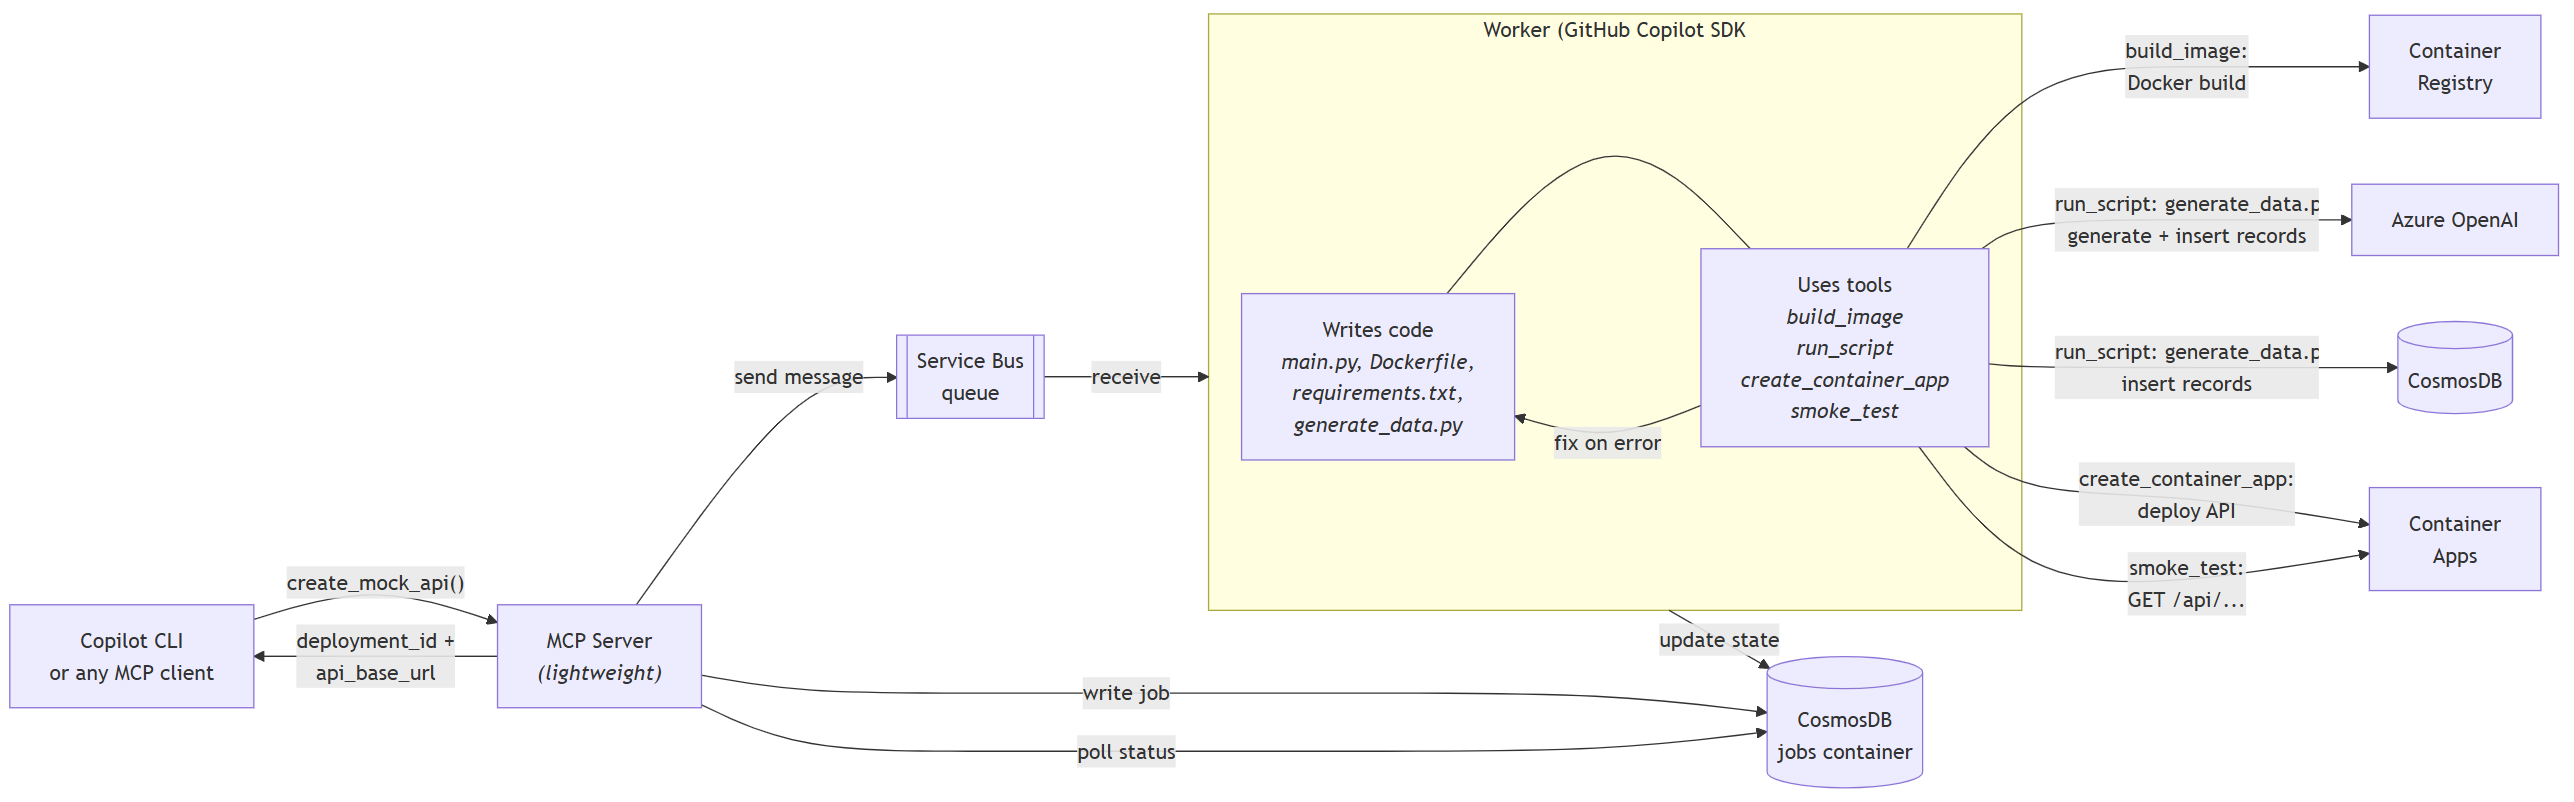 Worker (GitHub Copilot SDK
build_image:
Docker build
Container
Registry
run_script: generate_data.p
generate + insert records
Azure OpenAI
Uses tools
build_image
run_script
create_container_app
smoke_test
Writes code
main.py, Dockerfile,
requirements.txt,
generate_data.py
fix on error
run_script: generate_data.p
insert records
CosmosDB
send message
Service Bus
queue
receive
create_container_app:
deploy API
Container
Apps
smoke_test:
GET /api/...
create_mock_api()
Copilot CLI
or any MCP client
deployment_id +
api_base_url
MCP Server
(lightweight)
update state
write job
poll status
CosmosDB
jobs container